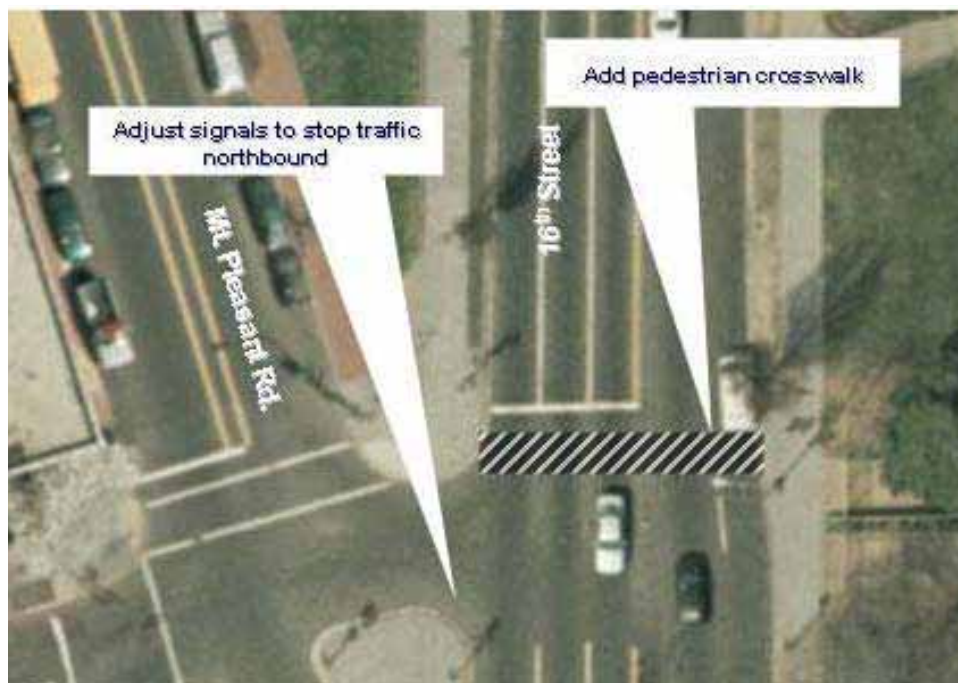 Add pedestrian crosswalk
Adjust signals to stop traffic
northbound
16th Street
Mt. Pleasant Rd.